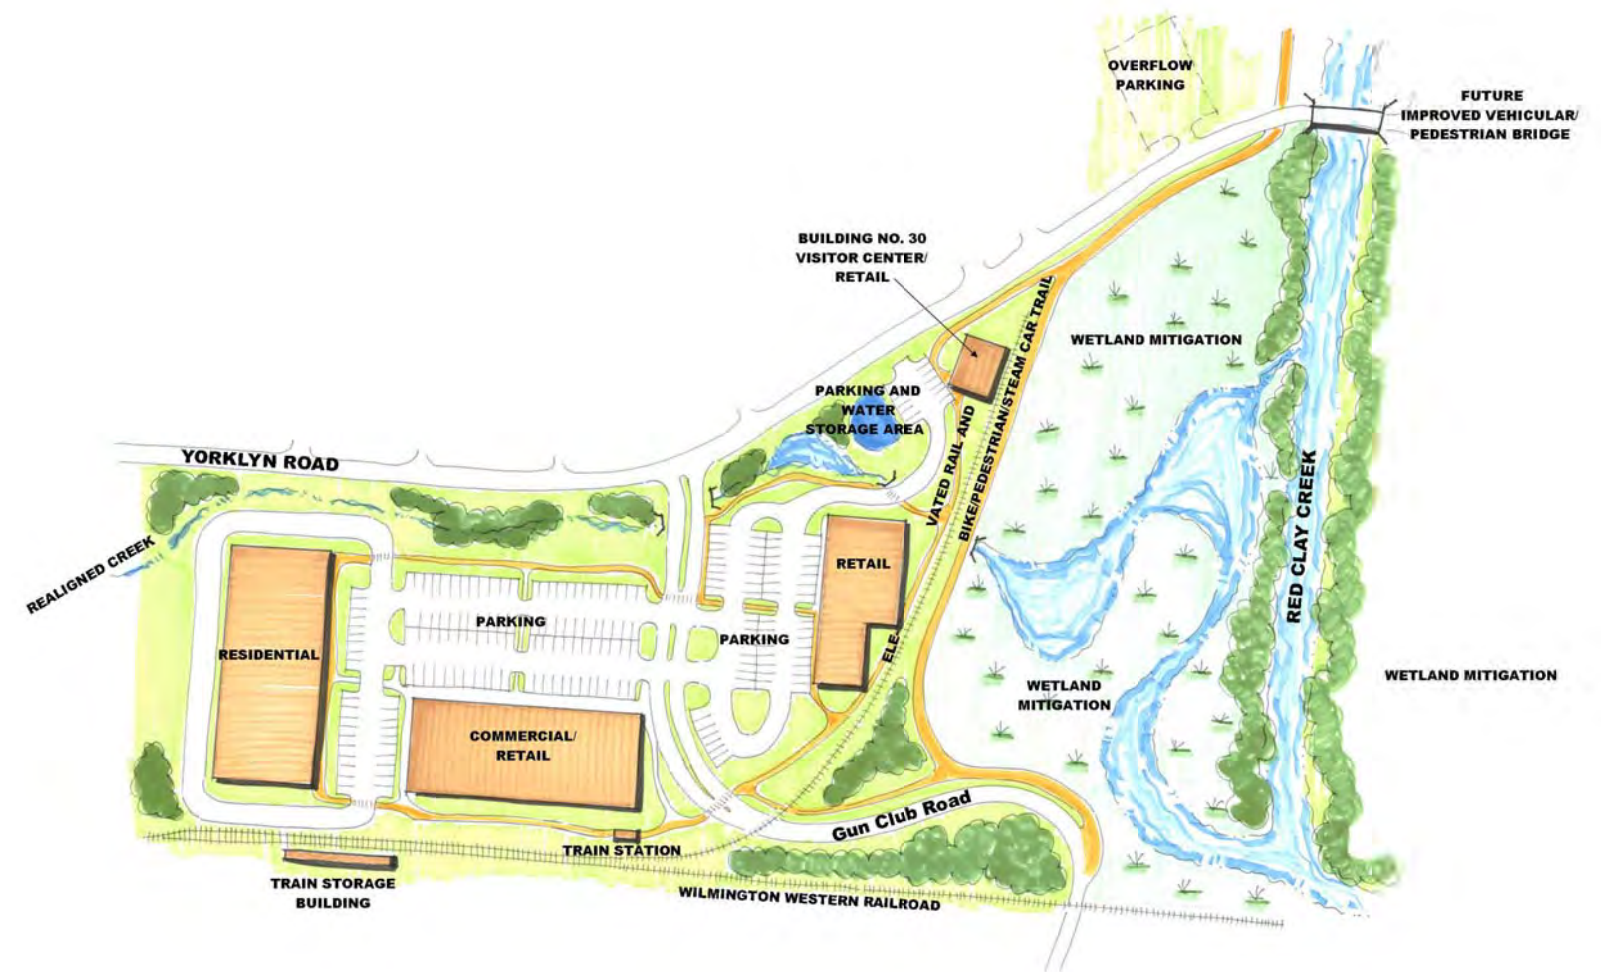 OVERFLOW
PARKING
FUTURE
IMPROVED VEHICULAR/
PEDESTRIAN BRIDGE
BUILDING NO. 30
VISITOR CENTER/
RETAIL
WETLAND MITIGATION
PARKING AND
WATER
STORAGE AREA
ELE-
VATED RAIL AND
BIKE/PEDESTRIAN/STEAM CAR TRAIL
YORKLYN ROAD
REALIGNED CREEK
RED CLAY CREEK
RETAIL
PARKING
PARKING
RESIDENTIAL
WETLAND MITIGATION
WETLAND
MITIGATION
COMMERCIAL/
RETAIL
Gun Club Road
TRAIN STATION
TRAIN STORAGE
BUILDING
WILMINGTON WESTERN RAILROAD